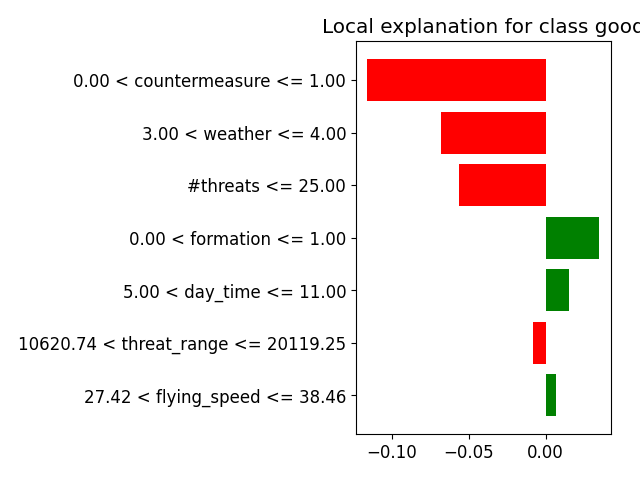 Local explanation for class good
0.00 < countermeasure <= 1.00
3.00 < weather <= 4.00
#threats <= 25.00
0.00 < formation <= 1.00
5.00 < day_time <= 11.00
10620.74 < threat_range <= 20119.25
27.42 < flying_speed <= 38.46
−0.10 −0.05 0.00